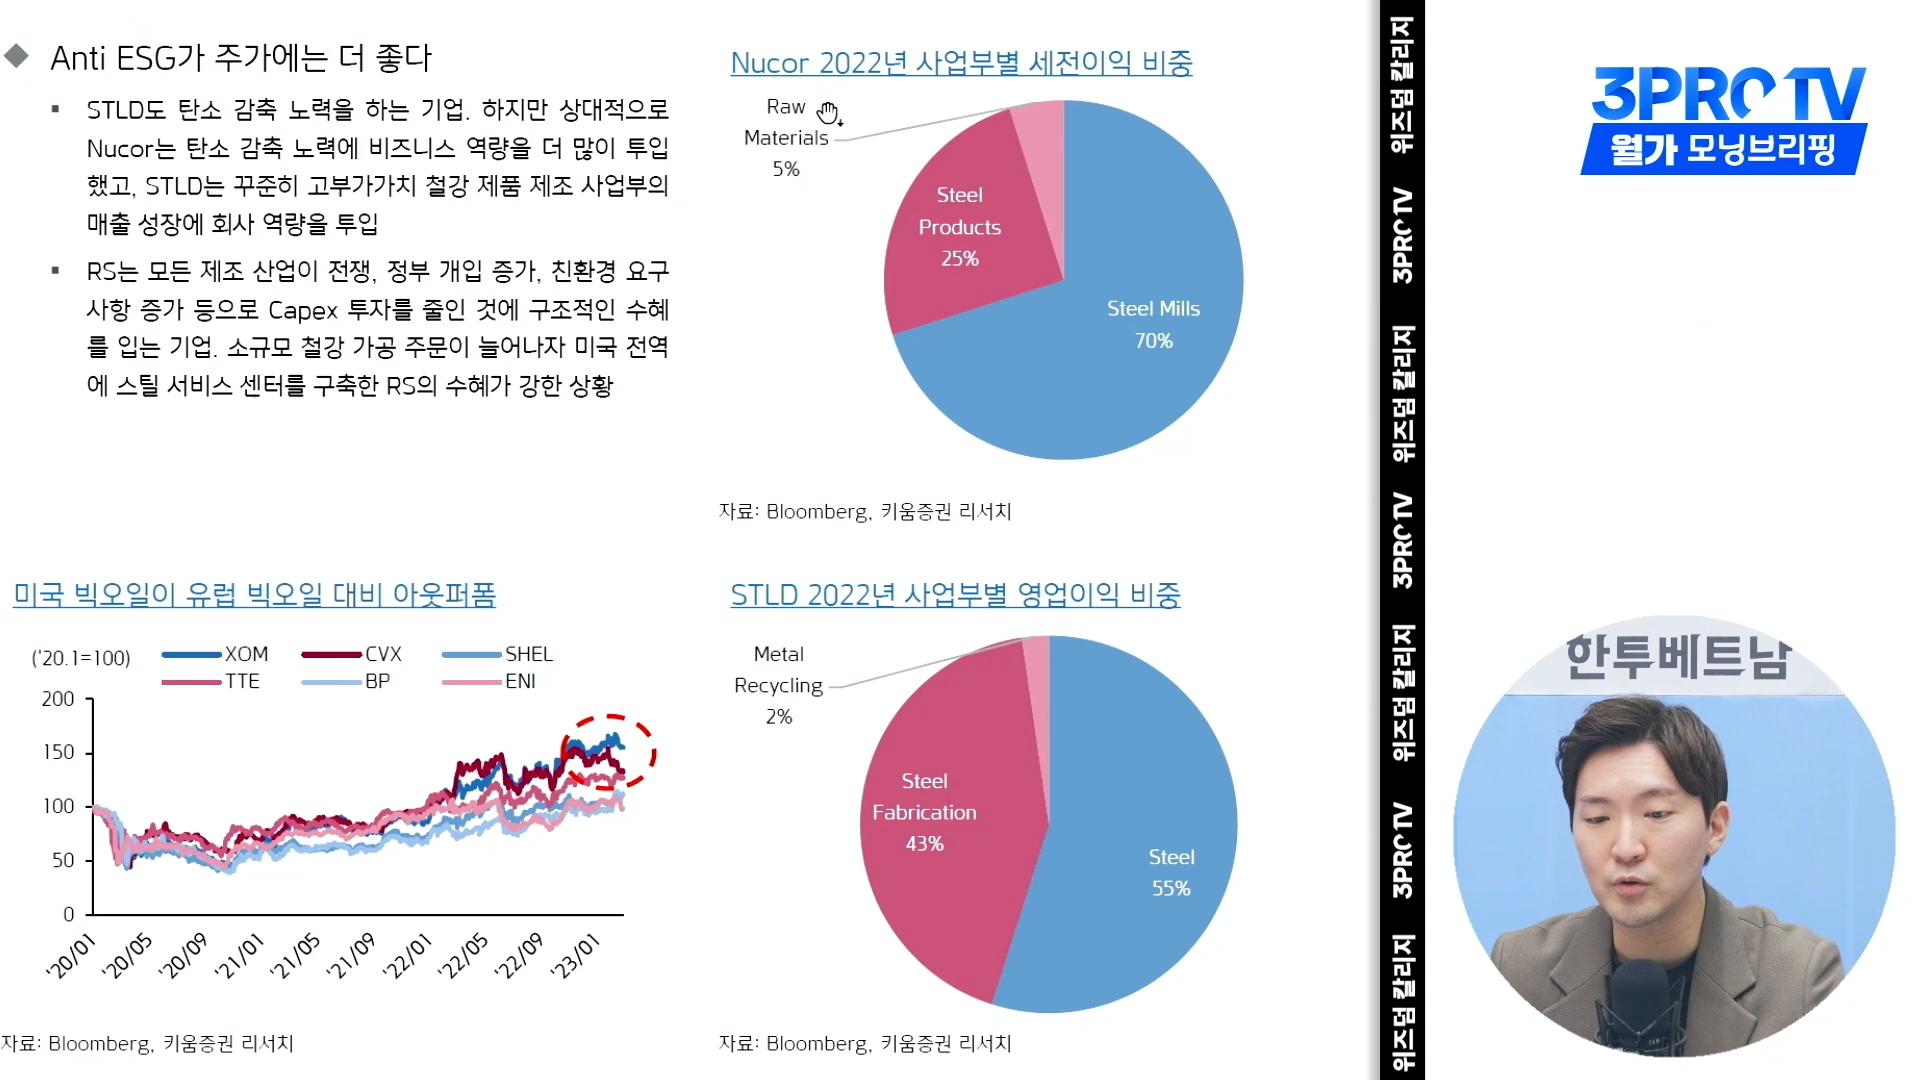 Anti ESG가 주가에는 더 좋다
STLD도 탄소 감축 노력을 하는 기업. 하지만 상대적으로
Nucor는 탄소 감축 노력에 비즈니스 역량을 더 많이 투입
했고, STLD는 꾸준히 고부가가치 철강 제품 제조 사업부의
매출 성장에 회사 역량을 투입
RS는 모든 제조 산업이 전쟁, 정부 개입 증가, 친환경 요구
사항 증가 등으로 Capex 투자를 줄인 것에 구조적인 수혜
를 입는 기업. 소규모 철강 가공 주문이 늘어나자 미국 전역
에 스틸 서비스 센터를 구축한 RS의 수혜가 강한 상황
Nucor 2022년 사업부별 세전이익 비중
Raw
Materials
5%
Steel
Products
25%
Steel Mills
70%
자료: Bloomberg, 키움증권 리서치
미국 빅오일이 유럽 빅오일 대비 아웃퍼폼
('20.1=100)
XOM CVX SHEL
TTE BP ENI
200
150
100
50
0
'20/01 '20/05 '20/09 '21/01 '21/05 '21/09 '22/01 '22/05 '22/09 '23/01
자료: Bloomberg, 키움증권 리서치
STLD 2022년 사업부별 영업이익 비중
Metal
Recycling
2%
Steel
Fabrication
43%
Steel
55%
자료: Bloomberg, 키움증권 리서치
위즈덤 칼리지
3PROTV
위즈덤 칼리지
3PROTV
위즈덤 칼리지
3PROTV
위즈덤 칼리지
3PROTV
월가 모닝브리핑
한투베트남